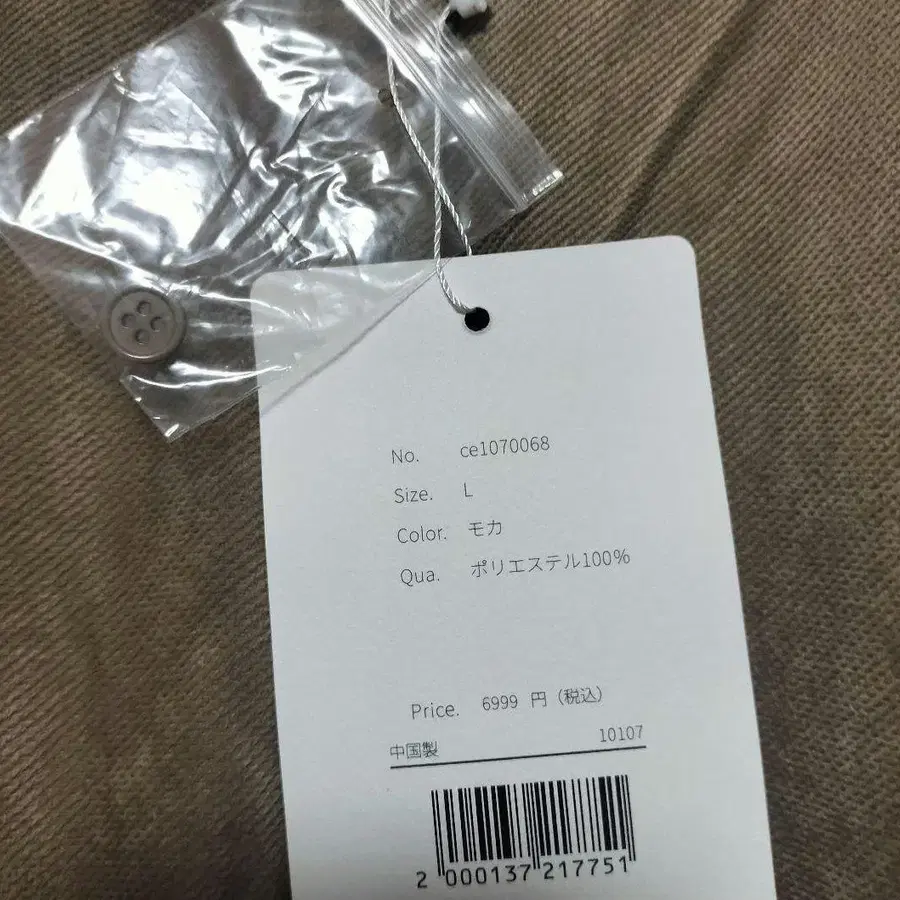 No. ce1070068
Size. L
Color. モカ
Qua. ポリエステル100%
Price. 6999 円（税込）
中国製 10107
2 000137 217751